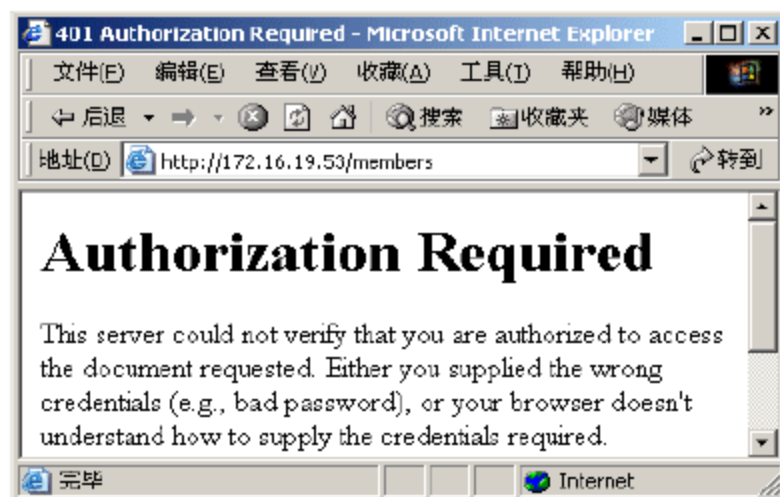 401 Authorization Required - Microsoft Internet Explorer
文件(F) 编辑(E) 查看(V) 收藏(A) 工具(T) 帮助(H)
后退 搜索 收藏夹 媒体 »
地址(D) http://172.16.19.53/members 转到
Authorization Required
This server could not verify that you are authorized to access
the document requested. Either you supplied the wrong
credentials (e.g., bad password), or your browser doesn't
understand how to supply the credentials required.
完毕 Internet